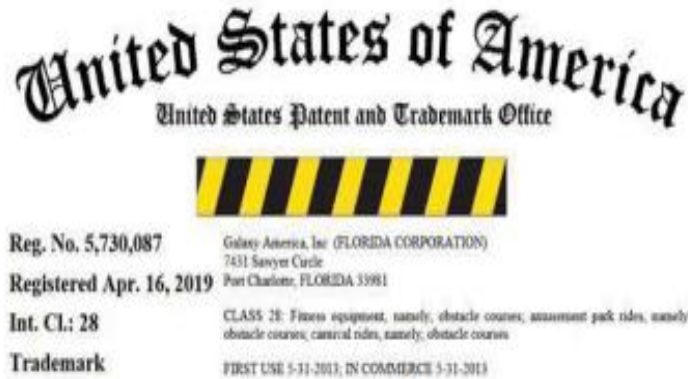 United States of America
United States Patent and Trademark Office
Reg. No. 5,730,087
Registered Apr. 16, 2019
Int. Cl.: 28
Trademark
Galaxy America, Inc (FLORIDA CORPORATION)
7431 Sawyer Circle
Port Charlotte, FLORIDA 33981
CLASS 28: Fitness equipment, namely, obstacle courses; amusement park rides, namely
obstacle courses; carnival rides, namely, obstacle courses
FIRST USE 5-31-2013; IN COMMERCE 5-31-2013